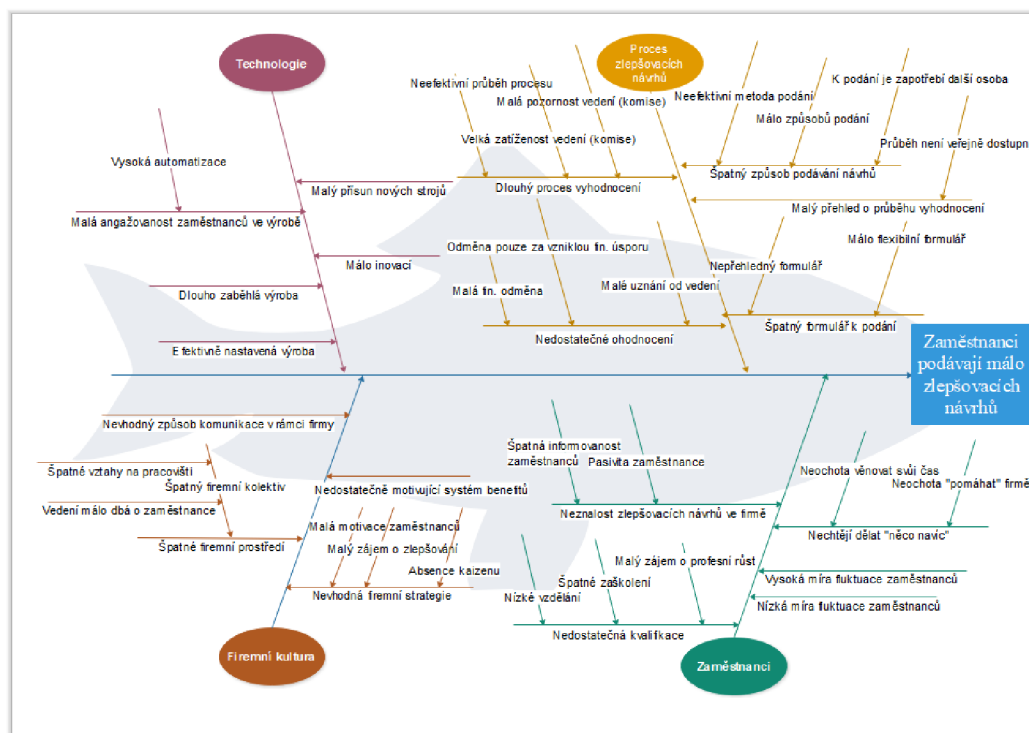 Technologie
Proces
zlepšovacích
návrhů
Neefektivní průběh procesu
Malá pozornost vedení (komise)
Velká zatíženost vedení (komise)
Dlouhý proces vyhodnocení
K podání je zapotřebí další osoba
Neefektivní metoda podání
Málo způsobů podání
Průběh není veřejně dostupn
Špatný způsob podávání návrhů
Malý přehled o průběhu vyhodnocení
Vysoká automatizace
Malý přísun nových strojů
Malá angažovanost zaměstnanců ve výrobě
Málo inovací
Dlouho zaběhlá výroba
Efektivně nastavená výroba
Odměna pouze za vzniklou fin. úsporu
Malá fin. odměna
Malé uznání od vedení
Nedostatečné ohodnocení
Málo flexibilní formulář
Nepřehledný formulář
Špatný formulář k podání
Zaměstnanci
podávají málo
zlepšovacích
návrhů
Nevhodný způsob komunikace v rámci firmy
Špatné vztahy na pracovišti
Špatný firemní kolektiv
Vedení málo dbá o zaměstnance
Špatné firemní prostředí
Nedostatečně motivující systém benefitů
Malá motivace zaměstnanců
Malý zájem o zlepšování
Absence kaizenu
Nevhodná firemní strategie
Firemní kultura
Špatná informovanost
zaměstnanců
Pasivita zaměstnance
Neznalost zlepšovacích návrhů ve firmě
Neochota věnovat svůj čas
Neochota "pomáhat" firmě
Nechtějí dělat "něco navíc"
Malý zájem o profesní růst
Špatné zaškolení
Nízké vzdělání
Nedostatečná kvalifikace
Vysoká míra fluktuace zaměstnanců
Nízká míra fluktuace zaměstnanců
Zaměstnanci